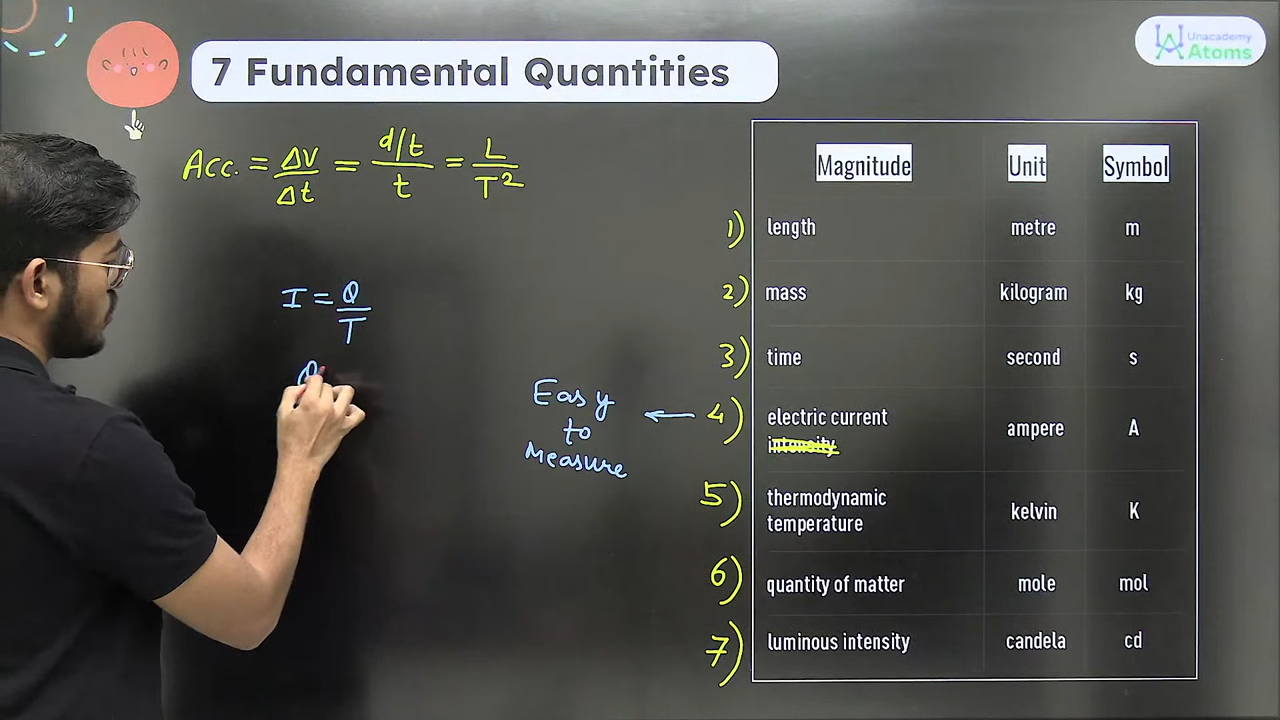 7 Fundamental Quantities
Unacademy
Atoms
Acc. = ΔV/Δt = d/t/t = L/T²
I = Q/T
Q
Easy
to
Measure
Magnitude Unit Symbol
1) length metre m
2) mass kilogram kg
3) time second s
4) electric current
intensity ampere A
5) thermodynamic
temperature kelvin K
6) quantity of matter mole mol
7) luminous intensity candela cd